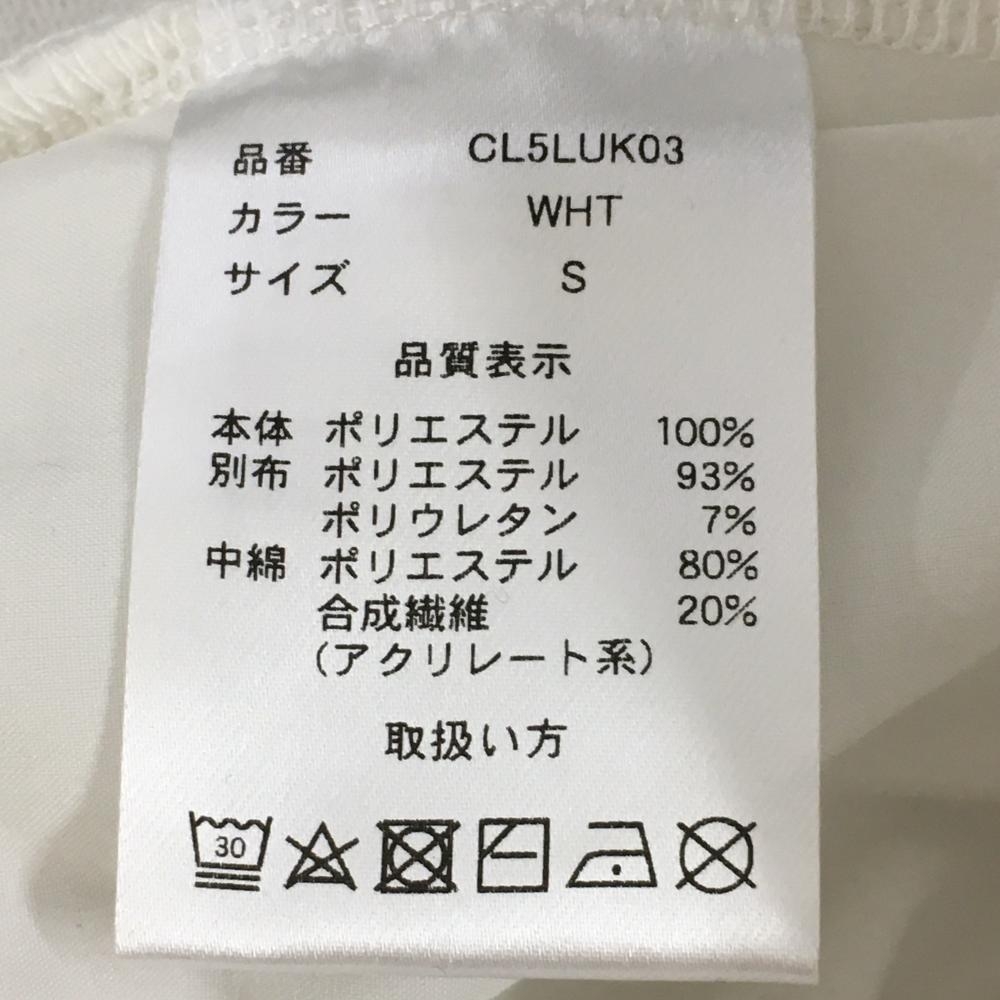 品番 CL5LUK03
カラー WHT
サイズ S
品質表示
本体 ポリエステル 100%
別布 ポリエステル 93%
ポリウレタン 7%
中綿 ポリエステル 80%
合成繊維 20%
(アクリレート系)
取扱い方
30